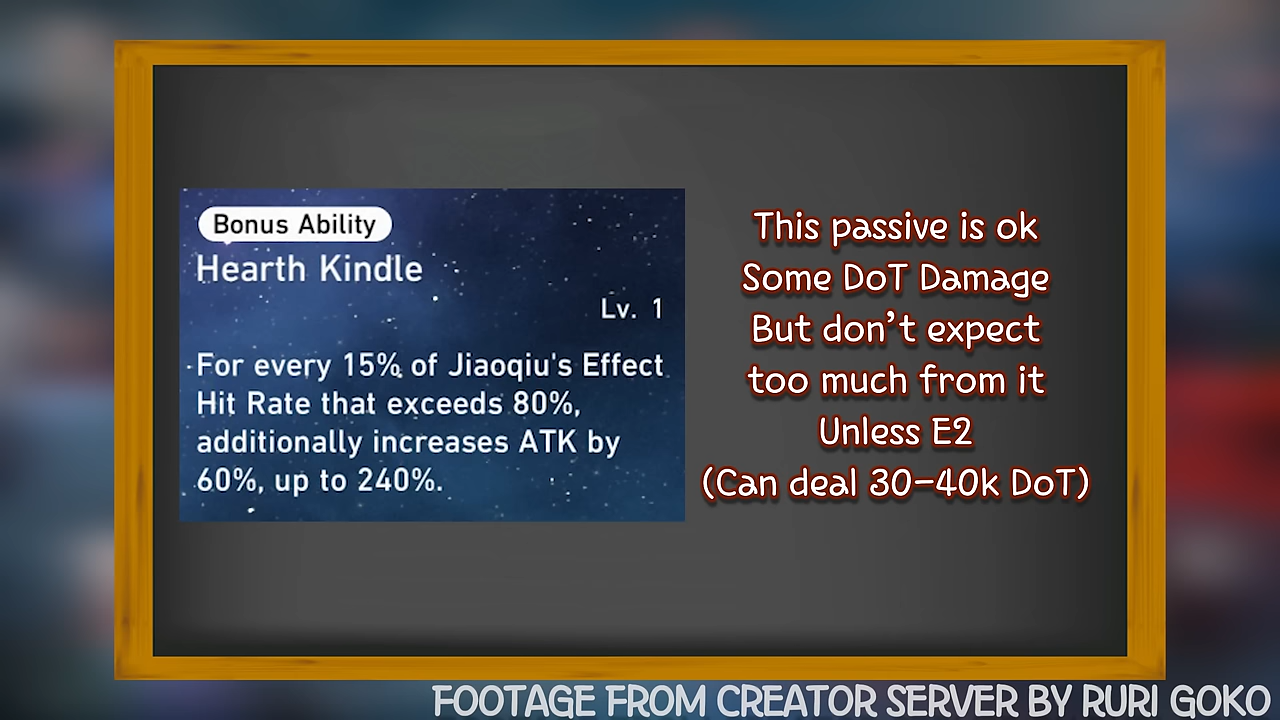 Bonus Ability
Hearth Kindle
Lv. 1
For every 15% of Jiaoqiu's Effect
Hit Rate that exceeds 80%,
additionally increases ATK by
60%, up to 240%.
This passive is ok
Some DoT Damage
But don't expect
too much from it
Unless E2
(Can deal 30-40k DoT)
FOOTAGE FROM CREATOR SERVER BY RURI GOKO